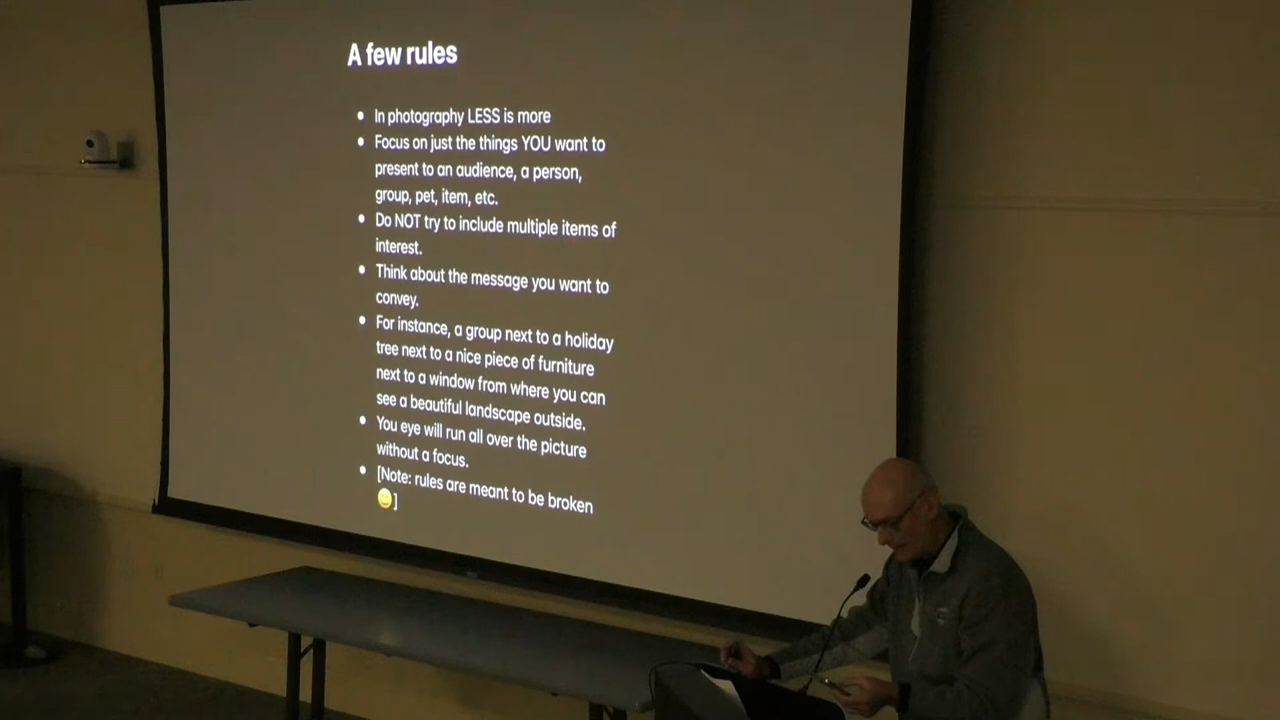 A few rules
• In photography LESS is more
• Focus on just the things YOU want to
present to an audience, a person,
group, pet, item, etc.
• Do NOT try to include multiple items of
interest.
• Think about the message you want to
convey.
• For instance, a group next to a holiday
tree next to a nice piece of furniture
next to a window from where you can
see a beautiful landscape outside.
• You eye will run all over the picture
without a focus.
• [Note: rules are meant to be broken
😀]